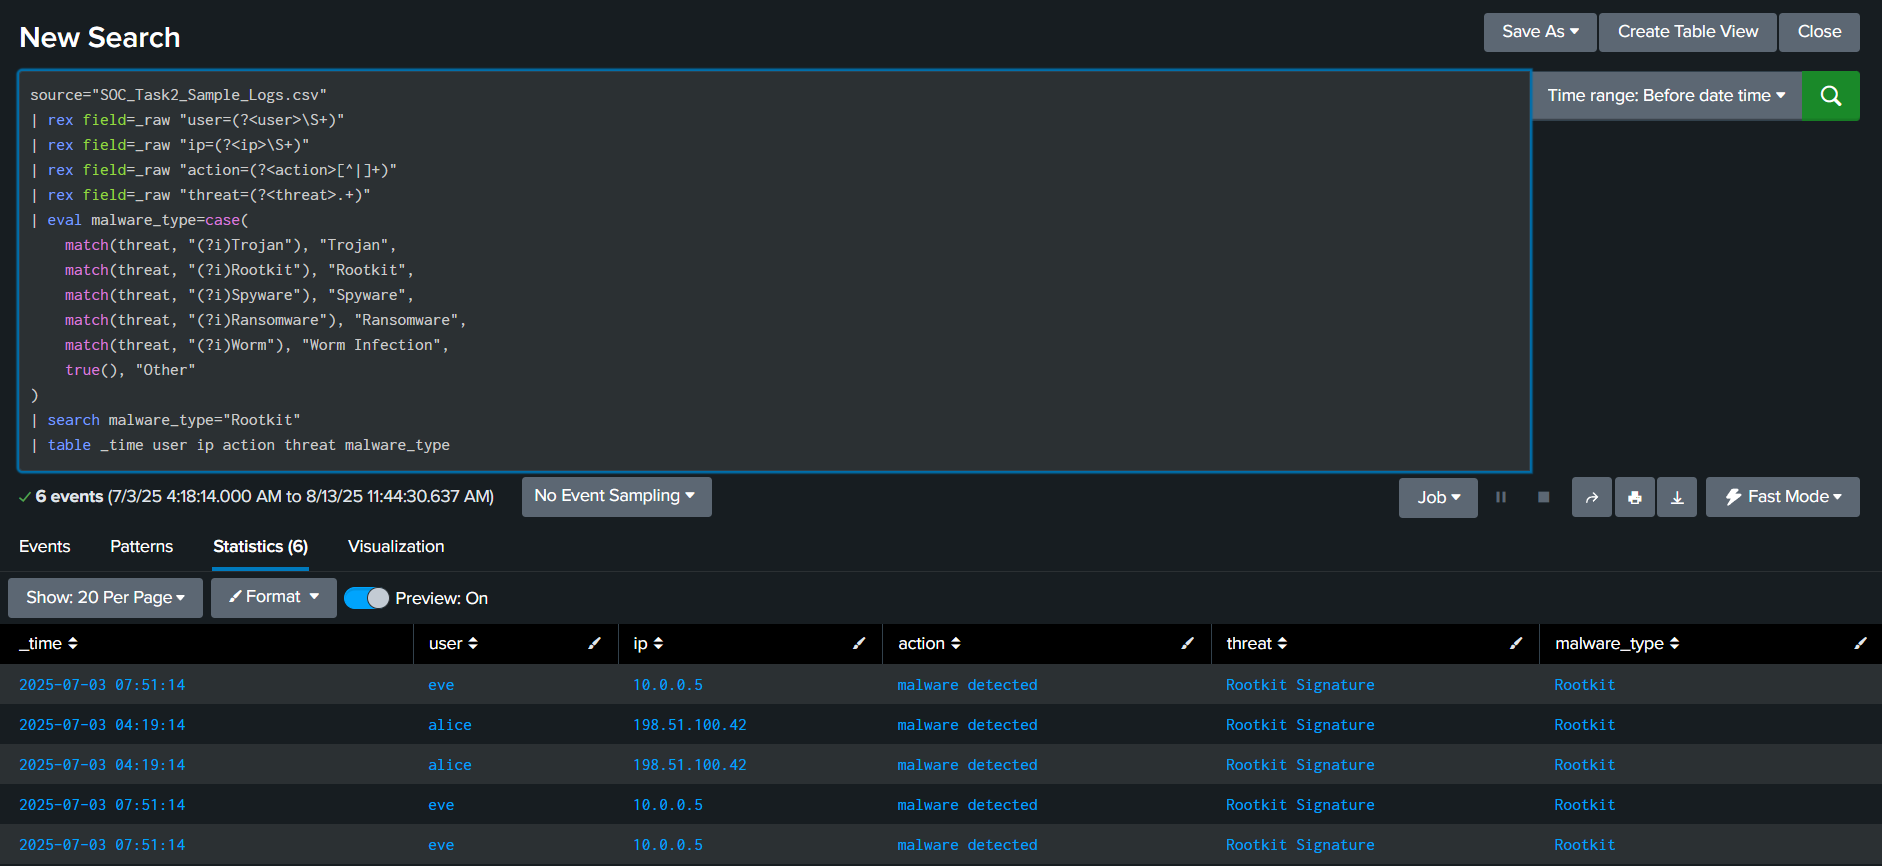 New Search
Save As
Create Table View
Close
source="SOC_Task2_Sample_Logs.csv"
| rex field=_raw "user=(?<user>\S+)"
| rex field=_raw "ip=(?<ip>\S+)"
| rex field=_raw "action=(?<action>[^|]+)"
| rex field=_raw "threat=(?<threat>.+)"
| eval malware_type=case(
    match(threat, "(?i)Trojan"), "Trojan",
    match(threat, "(?i)Rootkit"), "Rootkit",
    match(threat, "(?i)Spyware"), "Spyware",
    match(threat, "(?i)Ransomware"), "Ransomware",
    match(threat, "(?i)Worm"), "Worm Infection",
    true(), "Other"
)
| search malware_type="Rootkit"
| table _time user ip action threat malware_type
Time range: Before date time
6 events (7/3/25 4:18:14.000 AM to 8/13/25 11:44:30.637 AM)
No Event Sampling
Job
Fast Mode
Events Patterns Statistics (6) Visualization
Show: 20 Per Page
Format
Preview: On
_time user ip action threat malware_type
2025-07-03 07:51:14 eve 10.0.0.5 malware detected Rootkit Signature Rootkit
2025-07-03 04:19:14 alice 198.51.100.42 malware detected Rootkit Signature Rootkit
2025-07-03 04:19:14 alice 198.51.100.42 malware detected Rootkit Signature Rootkit
2025-07-03 07:51:14 eve 10.0.0.5 malware detected Rootkit Signature Rootkit
2025-07-03 07:51:14 eve 10.0.0.5 malware detected Rootkit Signature Rootkit